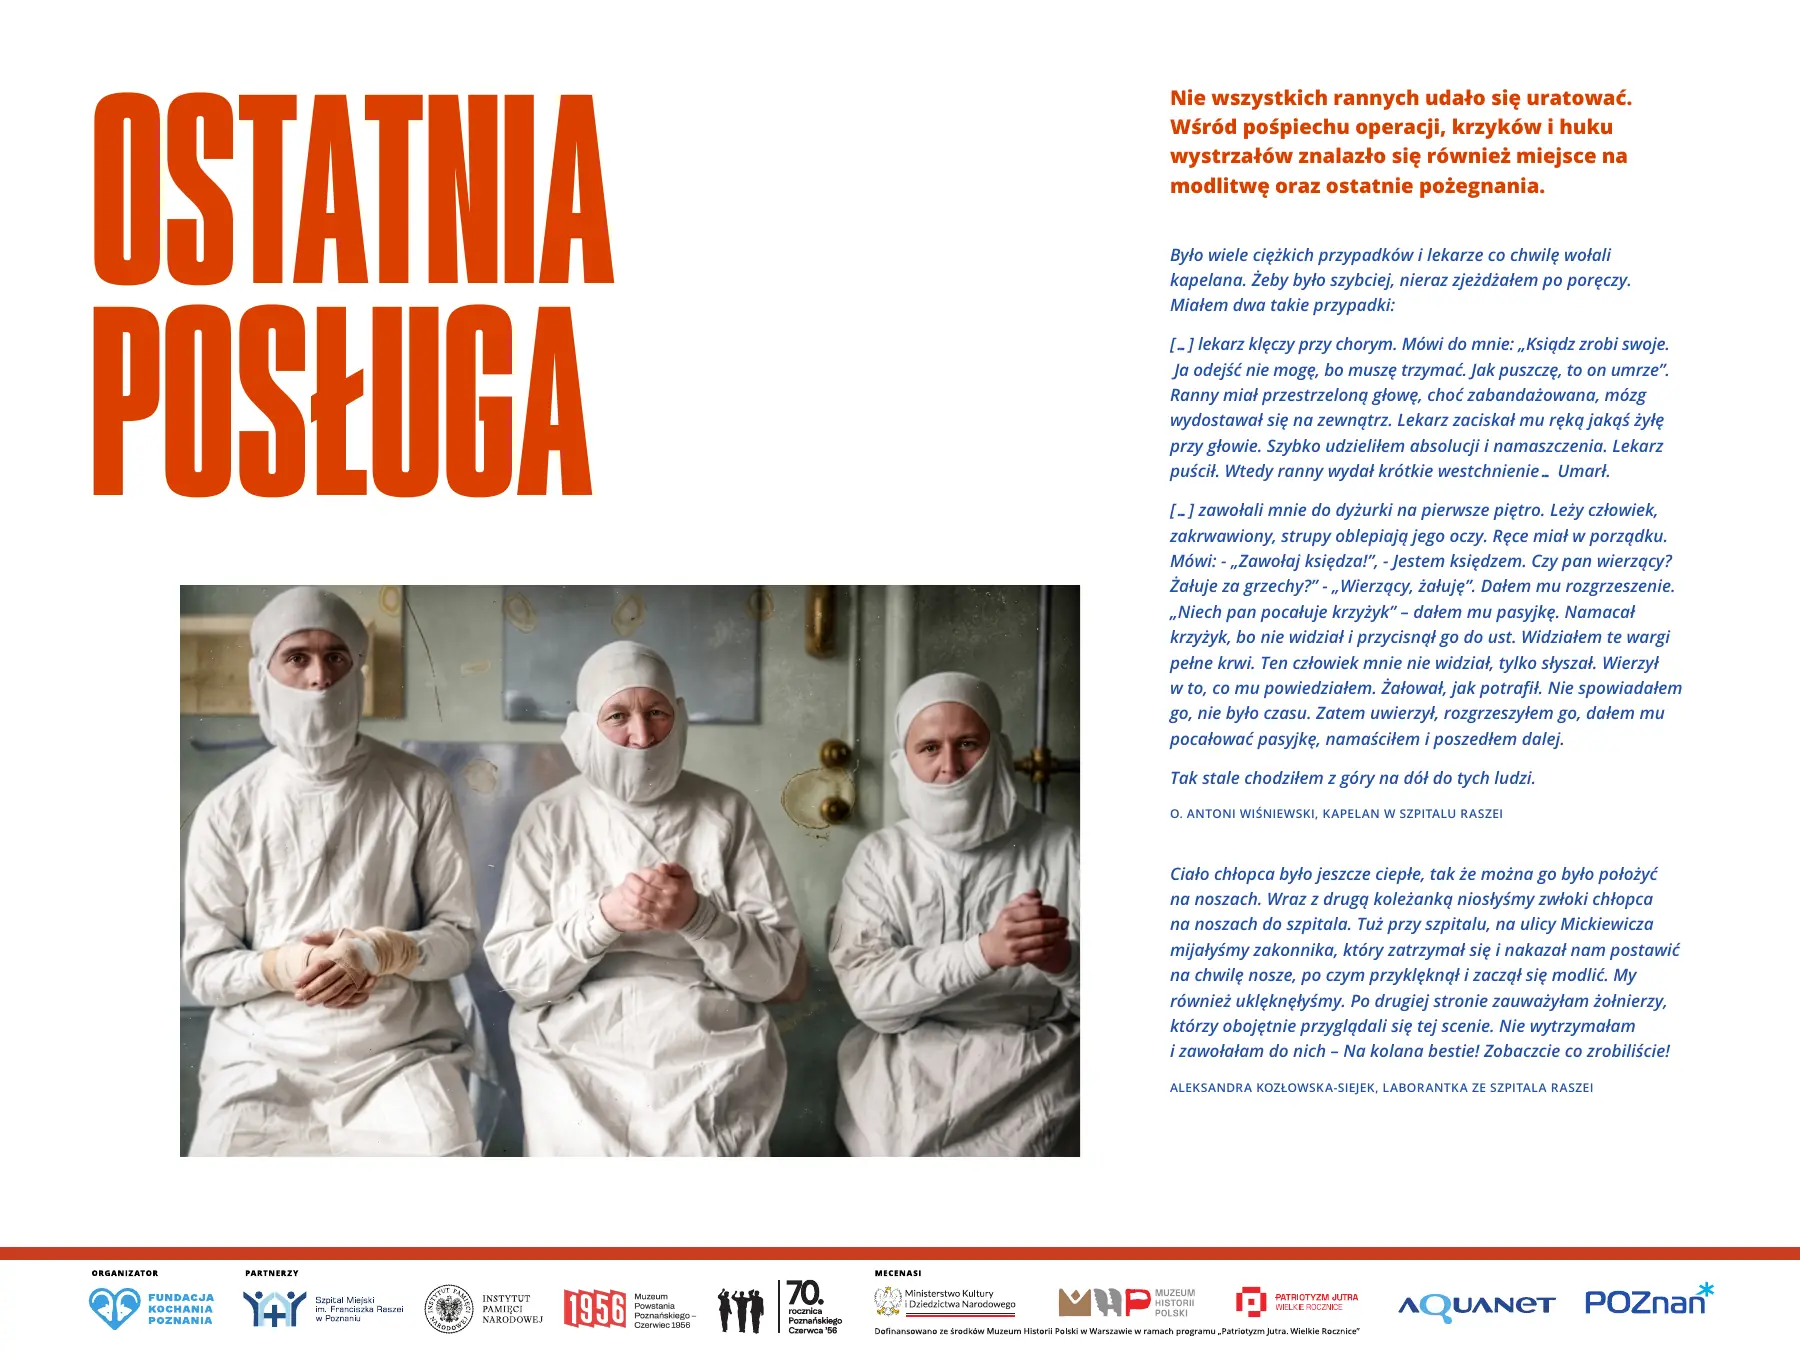 OSTATNIA
POSŁUGA
Nie wszystkich rannych udało się uratować.
Wśród pośpiechu operacji, krzyków i huku
wystrzałów znalazło się również miejsce na
modlitwę oraz ostatnie pożegnania.
Było wiele ciężkich przypadków i lekarze co chwilę wołali
kapelana. Żeby było szybciej, nieraz zjeżdżałem po poręczy.
Miałem dwa takie przypadki:
[…] lekarz klęczy przy chorym. Mówi do mnie: „Ksiądz zrobi swoje.
Ja odejść nie mogę, bo muszę trzymać. Jak puszczę, to on umrze”.
Ranny miał przestrzeloną głowę, choć zabandażowana, mózg
wydostawał się na zewnątrz. Lekarz zaciskał mu ręką jakąś żyłę
przy głowie. Szybko udzieliłem absolucji i namaszczenia. Lekarz
puścił. Wtedy ranny wydał krótkie westchnienie… Umarł.
[…] zawołali mnie do dyżurki na pierwsze piętro. Leży człowiek,
zakrwawiony, strupy oblepiają jego oczy. Ręce miał w porządku.
Mówi: - „Zawołaj księdza!”, - Jestem księdzem. Czy pan wierzący?
Żałuje za grzechy?” - „Wierzący, żałuję”. Dałem mu rozgrzeszenie.
„Niech pan pocałuje krzyżyk” – dałem mu pasyjkę. Namacał
krzyżyk, bo nie widział i przycisnął go do ust. Widziałem te wargi
pełne krwi. Ten człowiek mnie nie widział, tylko słyszał. Wierzył
w to, co mu powiedziałem. Żałował, jak potrafił. Nie spowiadałem
go, nie było czasu. Zatem uwierzył, rozgrzeszyłem go, dałem mu
pocałować pasyjkę, namaściłem i poszedłem dalej.
Tak stale chodziłem z góry na dół do tych ludzi.
O. ANTONI WIŚNIEWSKI, KAPELAN W SZPITALU RASZEI
Ciało chłopca było jeszcze ciepłe, tak że można go było położyć
na noszach. Wraz z drugą koleżanką niosłyśmy zwłoki chłopca
na noszach do szpitala. Tuż przy szpitalu, na ulicy Mickiewicza
mijałyśmy zakonnika, który zatrzymał się i nakazał nam postawić
na chwilę nosze, po czym przyklęknął i zaczął się modlić. My
również uklęknęłyśmy. Po drugiej stronie zauważyłam żołnierzy,
którzy obojętnie przyglądali się tej scenie. Nie wytrzymałam
i zawołałam do nich – Na kolana bestie! Zobaczcie co zrobiliście!
ALEKSANDRA KOZŁOWSKA-SIEJEK, LABORANTKA ZE SZPITALA RASZEI
ORGANIZATOR
FUNDACJA
KOCHANIA
POZNANIA
PARTNERZY
Szpital Miejski
im. Franciszka Raszei
w Poznaniu
INSTYTUT PAMIĘCI NARODOWEJ
INSTYTUT
PAMIĘCI
NARODOWEJ
1956
Muzeum
Powstania
Poznańskiego –
Czerwiec 1956
70.
rocznica
Poznańskiego
Czerwca '56
MECENASI
Ministerstwo Kultury
i Dziedzictwa Narodowego
MHP
MUZEUM
HISTORII
POLSKI
PATRIOTYZM JUTRA
WIELKIE ROCZNICE
AQUANET
POZnan*
Dofinansowano ze środków Muzeum Historii Polski w Warszawie w ramach programu „Patriotyzm Jutra. Wielkie Rocznice”